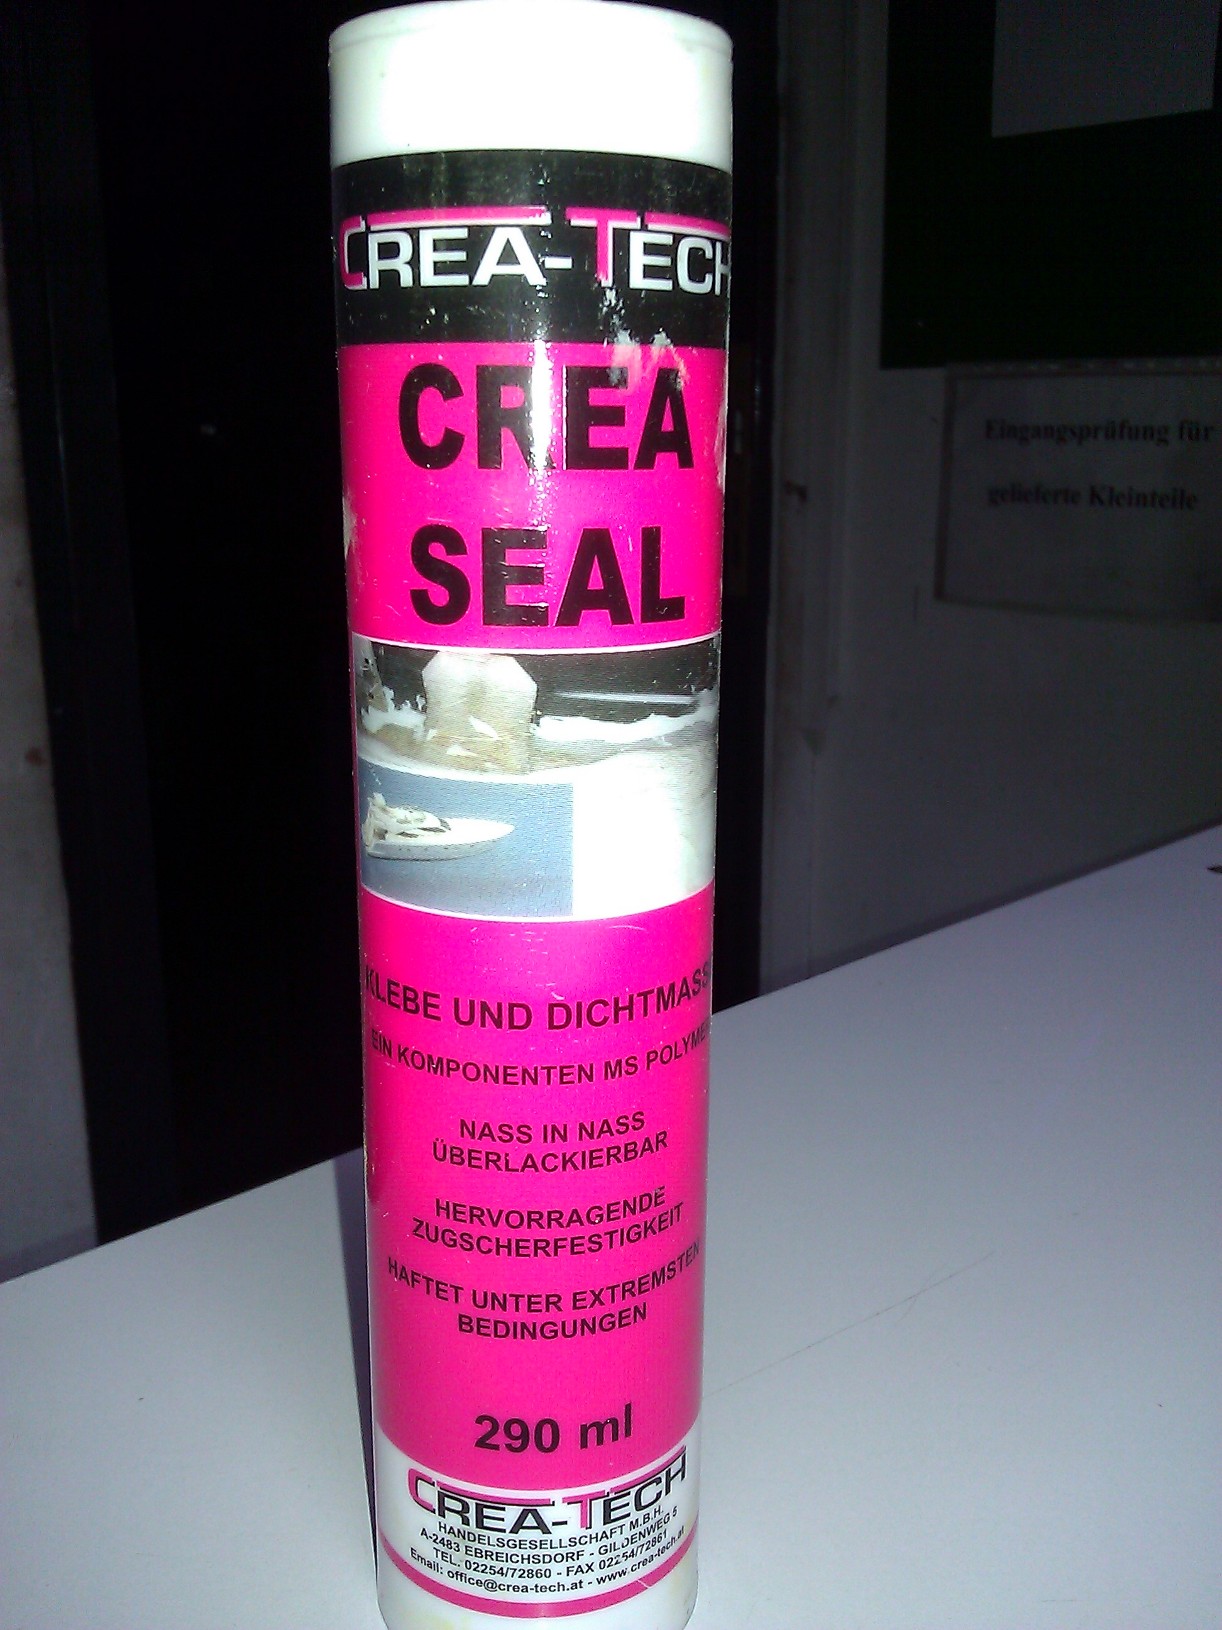 CREA-TECH
CREA
SEAL
KLEBE UND DICHTMASS
EIN KOMPONENTEN MS POLYME
NASS IN NASS
ÜBERLACKIERBAR
HERVORRAGENDE
ZUGSCHERFESTIGKEIT
HAFTET UNTER EXTREMSTEN
BEDINGUNGEN
290 ml
CREA-TECH
HANDELSGESELLSCHAFT M.B.H.
A-2483 EBREICHSDORF - GILDENWEG 5
TEL. 02254/72860 - FAX 02254/72861
Email: office@crea-tech.at - www.crea-tech.at
Eingangsprüfung für
gelieferte Kleinteile